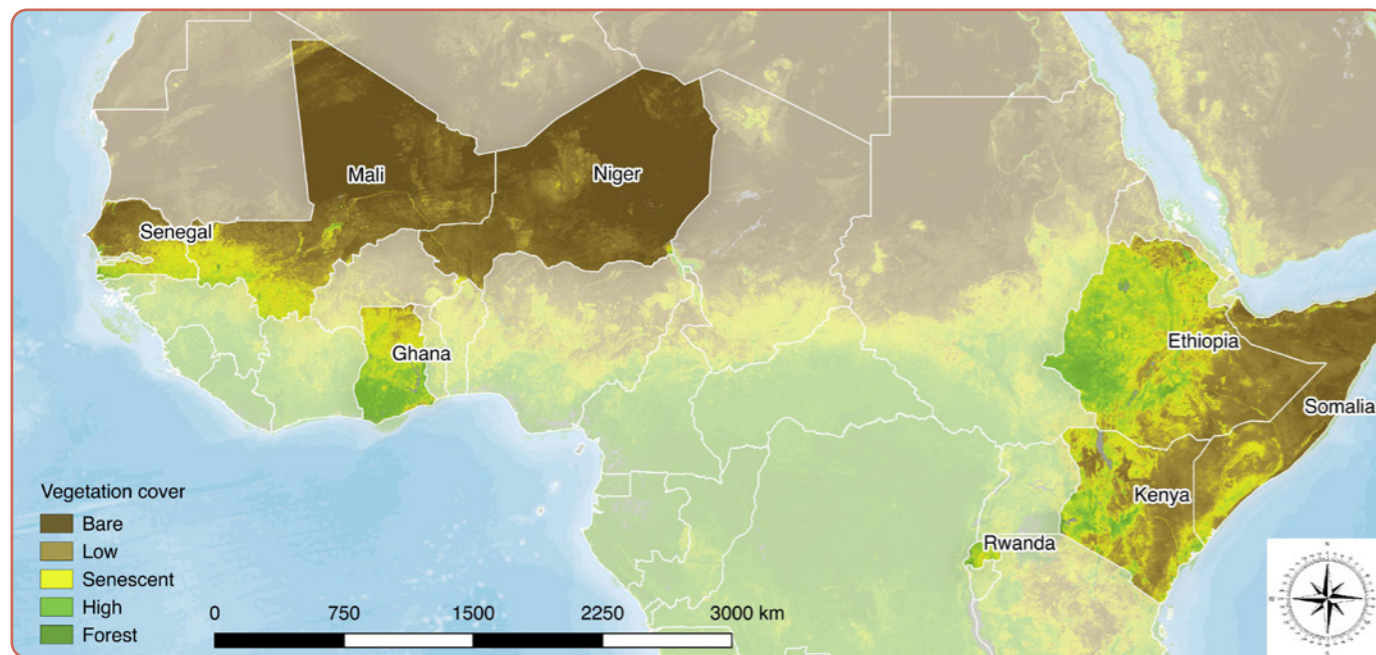 Mali
Niger
Senegal
Ghana
Ethiopia
Somalia
Kenya
Rwanda
Vegetation cover
Bare
Low
Senescent
High
Forest
0 750 1500 2250 3000 km